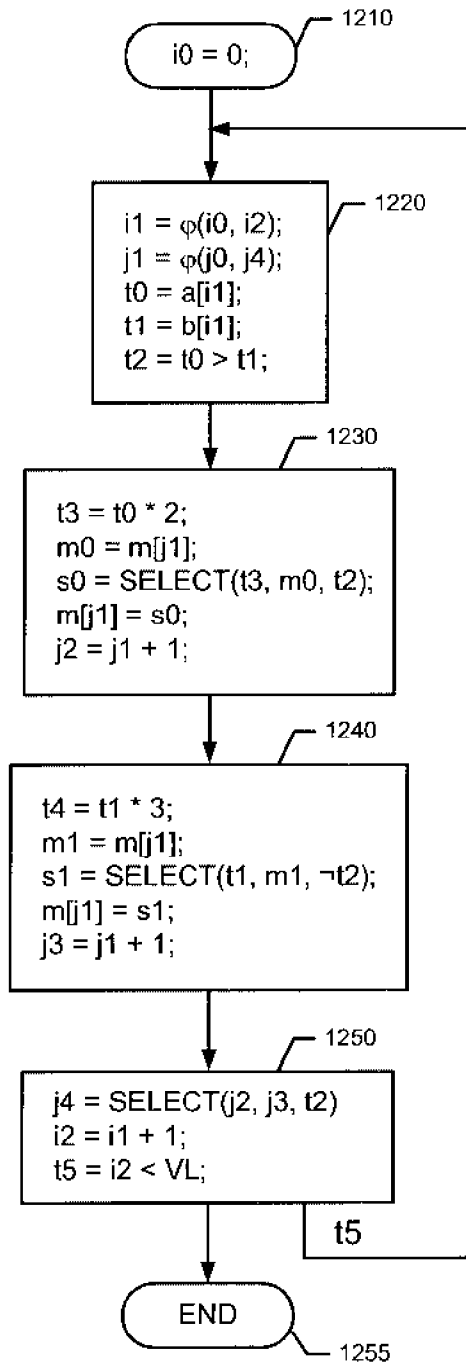 1210
i0 = 0;
1220
i1 = φ(i0, i2);
j1 = φ(j0, j4);
t0 = a[i1];
t1 = b[i1];
t2 = t0 > t1;
1230
t3 = t0 * 2;
m0 = m[j1];
s0 = SELECT(t3, m0, t2);
m[j1] = s0;
j2 = j1 + 1;
1240
t4 = t1 * 3;
m1 = m[j1];
s1 = SELECT(t1, m1, ¬t2);
m[j1] = s1;
j3 = j1 + 1;
1250
j4 = SELECT(j2, j3, t2)
i2 = i1 + 1;
t5 = i2 < VL;
t5
END
1255